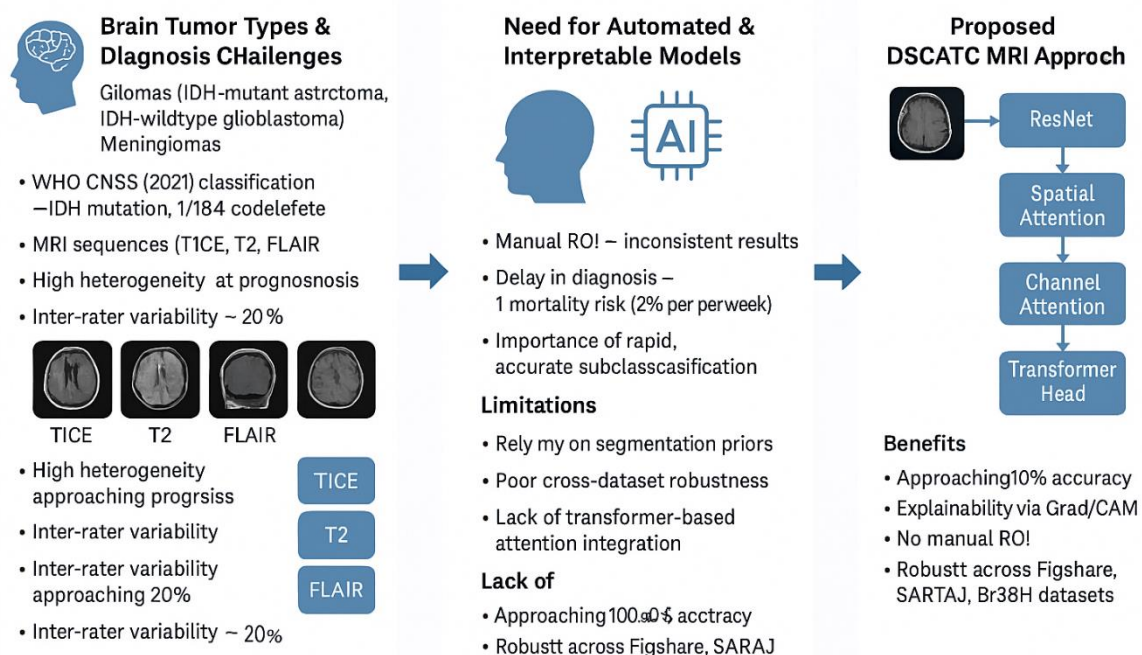 Brain Tumor Types &
Dlagnosis CHailenges
Gilomas (IDH-mutant astrctoma,
IDH-wildtype glioblastoma)
Meningiomas
• WHO CNSS (2021) classification
—IDH mutation, 1/184 codelefete
• MRI sequences (T1CE, T2, FLAIR
• High heterogeneity at prognosnosis
• Inter-rater variability ~ 20 %
TICE
T2
FLAIR
• High heterogeneity
approaching progrsiss
• Inter-rater variability
• Inter-rater variability
approaching 20%
• Inter-rater variability ~ 20%
TICE
T2
FLAIR
Need for Automated &
Interpretable Models
AI
• Manual RO! – inconsistent results
• Delay in diagnosis –
1 mortality risk (2% per perweek)
• Importance of rapid,
accurate subclasscasification
Limitations
• Rely my on segmentation priors
• Poor cross-dataset robustness
• Lack of transformer-based
attention integration
Lack of
• Approaching acctracy
• Robustt across Figshare, SARAJ
Proposed
DSCATC MRI Approch
ResNet
Spatial
Attention
Channel
Attention
Transformer
Head
Benefits
• Approaching10% accuracy
• Explainability via Grad/CAM
• No manual RO!
• Robustt across Figshare,
SARTAJ, Br38H datasets